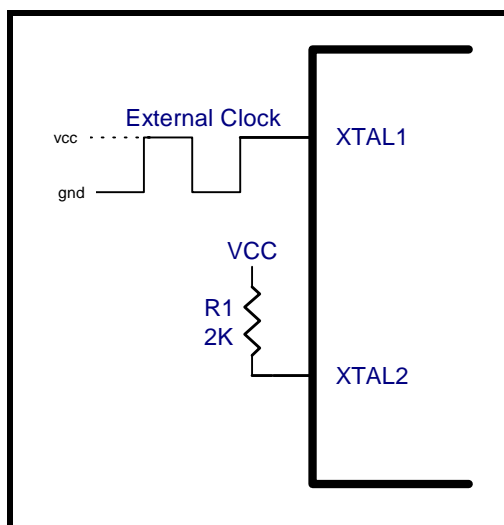 External Clock
vcc
XTAL1
gnd
VCC
R1
2K
XTAL2